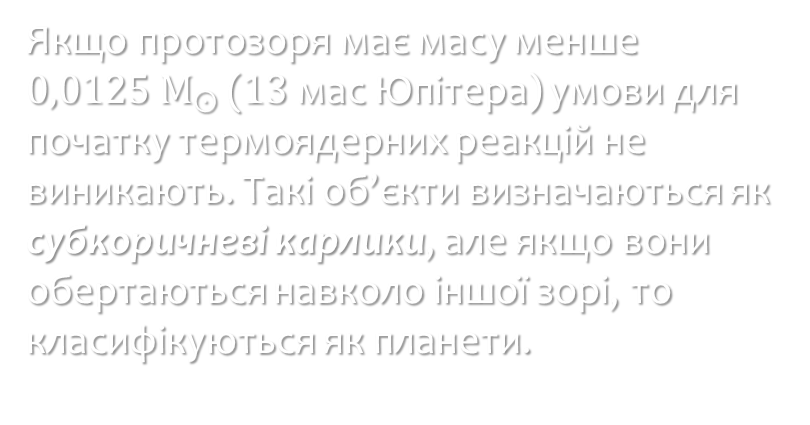 Якщо протозоря має масу менше
0,0125 M☉ (13 мас Юпітера) умови для
початку термоядерних реакцій не
виникають. Такі об’єкти визначаються як
субкоричневі карлики, але якщо вони
обертаються навколо іншої зорі, то
класифікуються як планети.